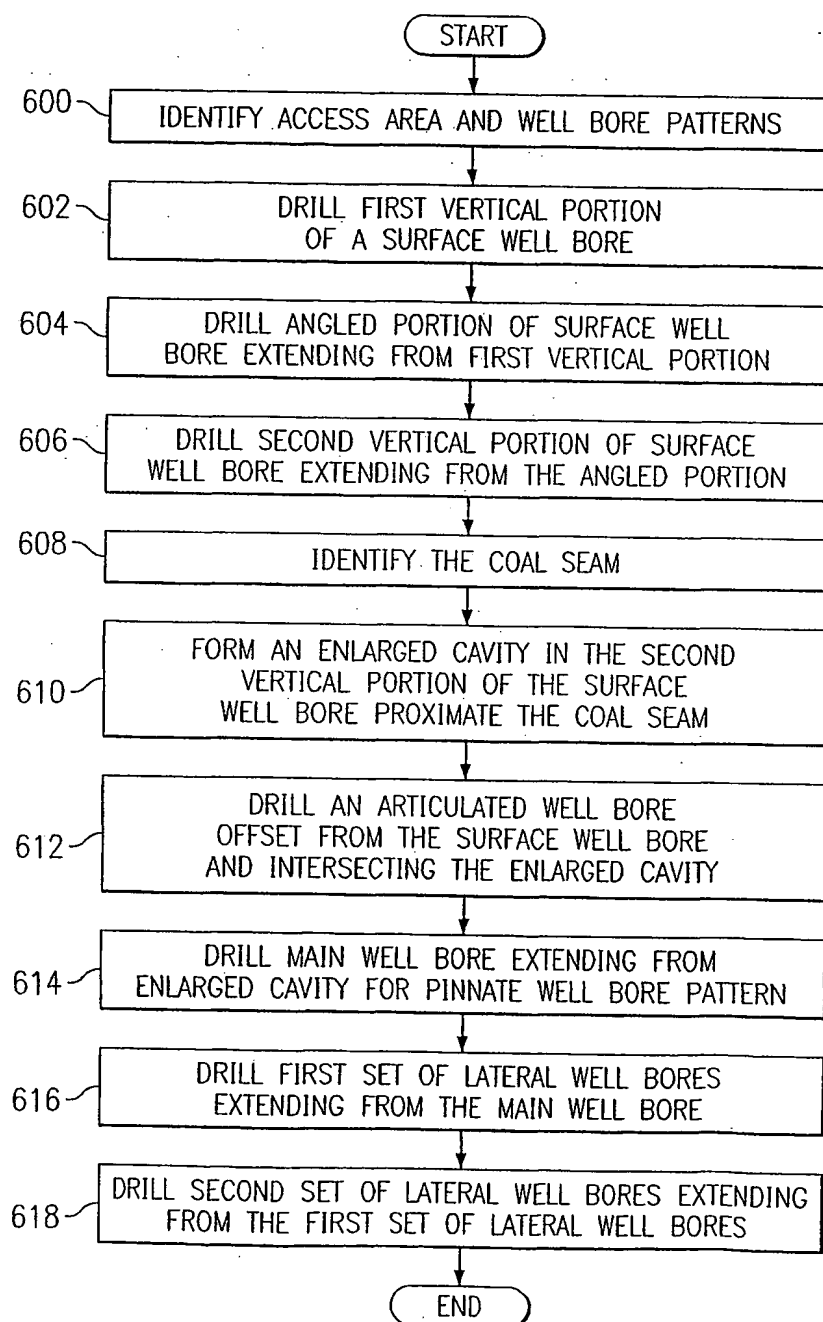 START
600
IDENTIFY ACCESS AREA AND WELL BORE PATTERNS
602
DRILL FIRST VERTICAL PORTION
OF A SURFACE WELL BORE
604
DRILL ANGLED PORTION OF SURFACE WELL
BORE EXTENDING FROM FIRST VERTICAL PORTION
606
DRILL SECOND VERTICAL PORTION OF SURFACE
WELL BORE EXTENDING FROM THE ANGLED PORTION
608
IDENTIFY THE COAL SEAM
610
FORM AN ENLARGED CAVITY IN THE SECOND
VERTICAL PORTION OF THE SURFACE
WELL BORE PROXIMATE THE COAL SEAM
612
DRILL AN ARTICULATED WELL BORE
OFFSET FROM THE SURFACE WELL BORE
AND INTERSECTING THE ENLARGED CAVITY
614
DRILL MAIN WELL BORE EXTENDING FROM
ENLARGED CAVITY FOR PINNATE WELL BORE PATTERN
616
DRILL FIRST SET OF LATERAL WELL BORES
EXTENDING FROM THE MAIN WELL BORE
618
DRILL SECOND SET OF LATERAL WELL BORES EXTENDING
FROM THE FIRST SET OF LATERAL WELL BORES
END